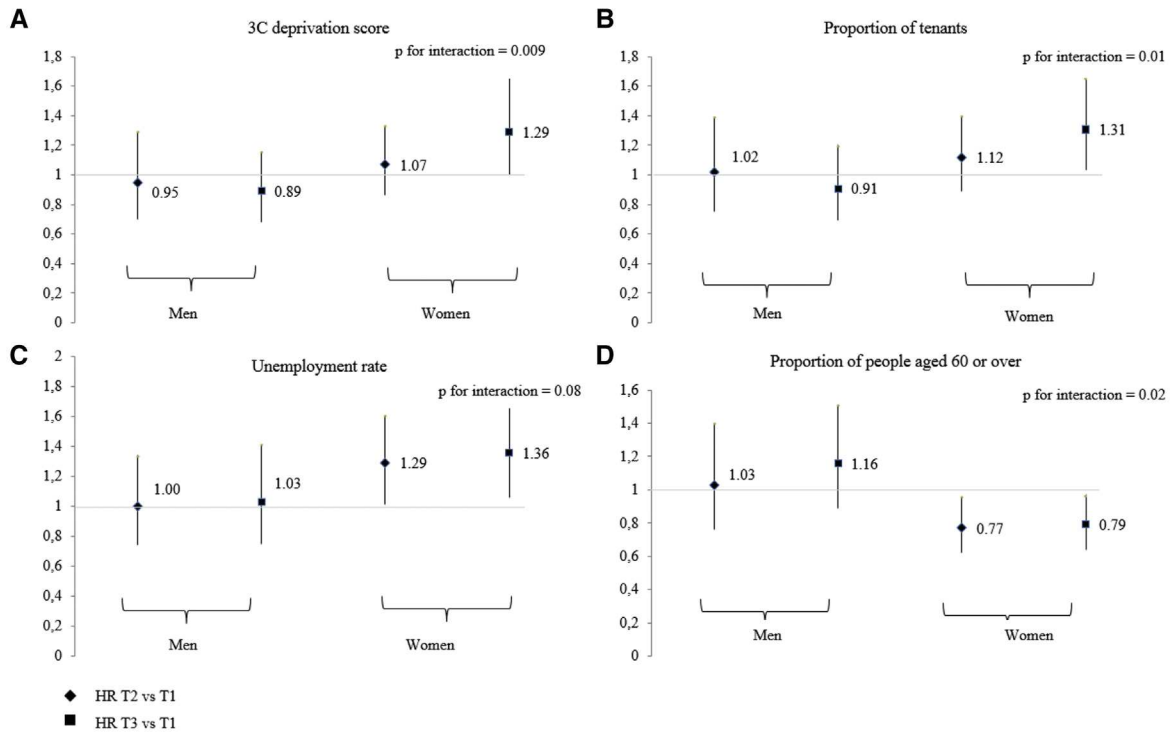 A
3C deprivation score
p for interaction = 0.009
1,8
1,6
1,4
1,2
1
0,8
0,6
0,4
0,2
0
0.95
0.89
1.07
1.29
Men
Women
B
Proportion of tenants
p for interaction = 0.01
1,8
1,6
1,4
1,2
1
0,8
0,6
0,4
0,2
0
1.02
0.91
1.12
1.31
Men
Women
C
Unemployment rate
p for interaction = 0.08
2
1,8
1,6
1,4
1,2
1
0,8
0,6
0,4
0,2
0
1.00
1.03
1.29
1.36
Men
Women
D
Proportion of people aged 60 or over
p for interaction = 0.02
1,6
1,4
1,2
1
0,8
0,6
0,4
0,2
0
1.03
1.16
0.77
0.79
Men
Women
HR T2 vs T1
HR T3 vs T1